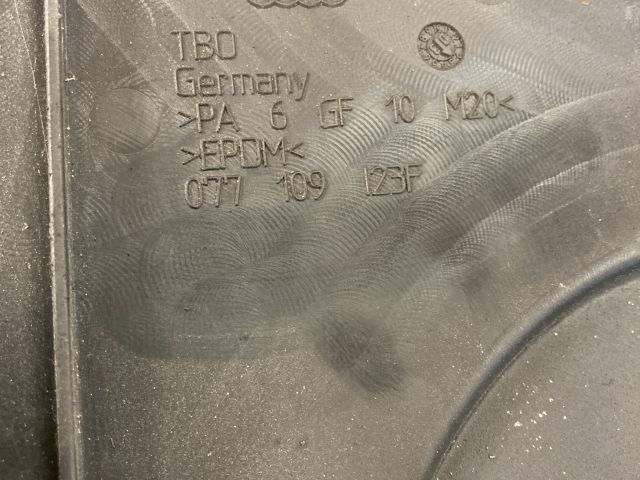 TBO
Germany
>PA 6 GF 10 M20<
>EPDM<
077 109 123F